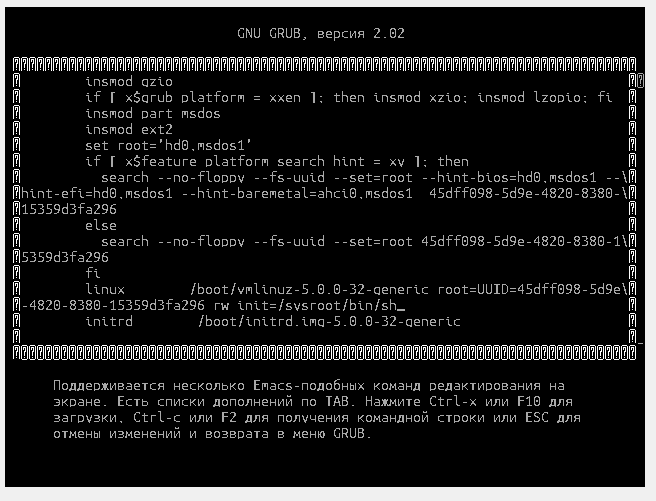 GNU GRUB, версия 2.02
insmod gzio
if [ x$grub_platform = xxen ]; then insmod xzio; insmod lzopio; fi
insmod part_msdos
insmod ext2
set root='hd0,msdos1'
if [ x$feature_platform_search_hint = xy ]; then
search --no-floppy --fs-uuid --set=root --hint-bios=hd0,msdos1 --\
hint-efi=hd0,msdos1 --hint-baremetal=ahci0,msdos1  45dff098-5d9e-4820-8380-\
15359d3fa296
else
search --no-floppy --fs-uuid --set=root 45dff098-5d9e-4820-8380-1\
5359d3fa296
fi
linux /boot/vmlinuz-5.0.0-32-generic root=UUID=45dff098-5d9e\
-4820-8380-15359d3fa296 rw init=/sysroot/bin/sh_
initrd /boot/initrd.img-5.0.0-32-generic
Поддерживается несколько Emacs-подобных команд редактирования на
экране. Есть списки дополнений по TAB. Нажмите Ctrl-x или F10 для
загрузки, Ctrl-c или F2 для получения командной строки или ESC для
отмены изменений и возврата в меню GRUB.